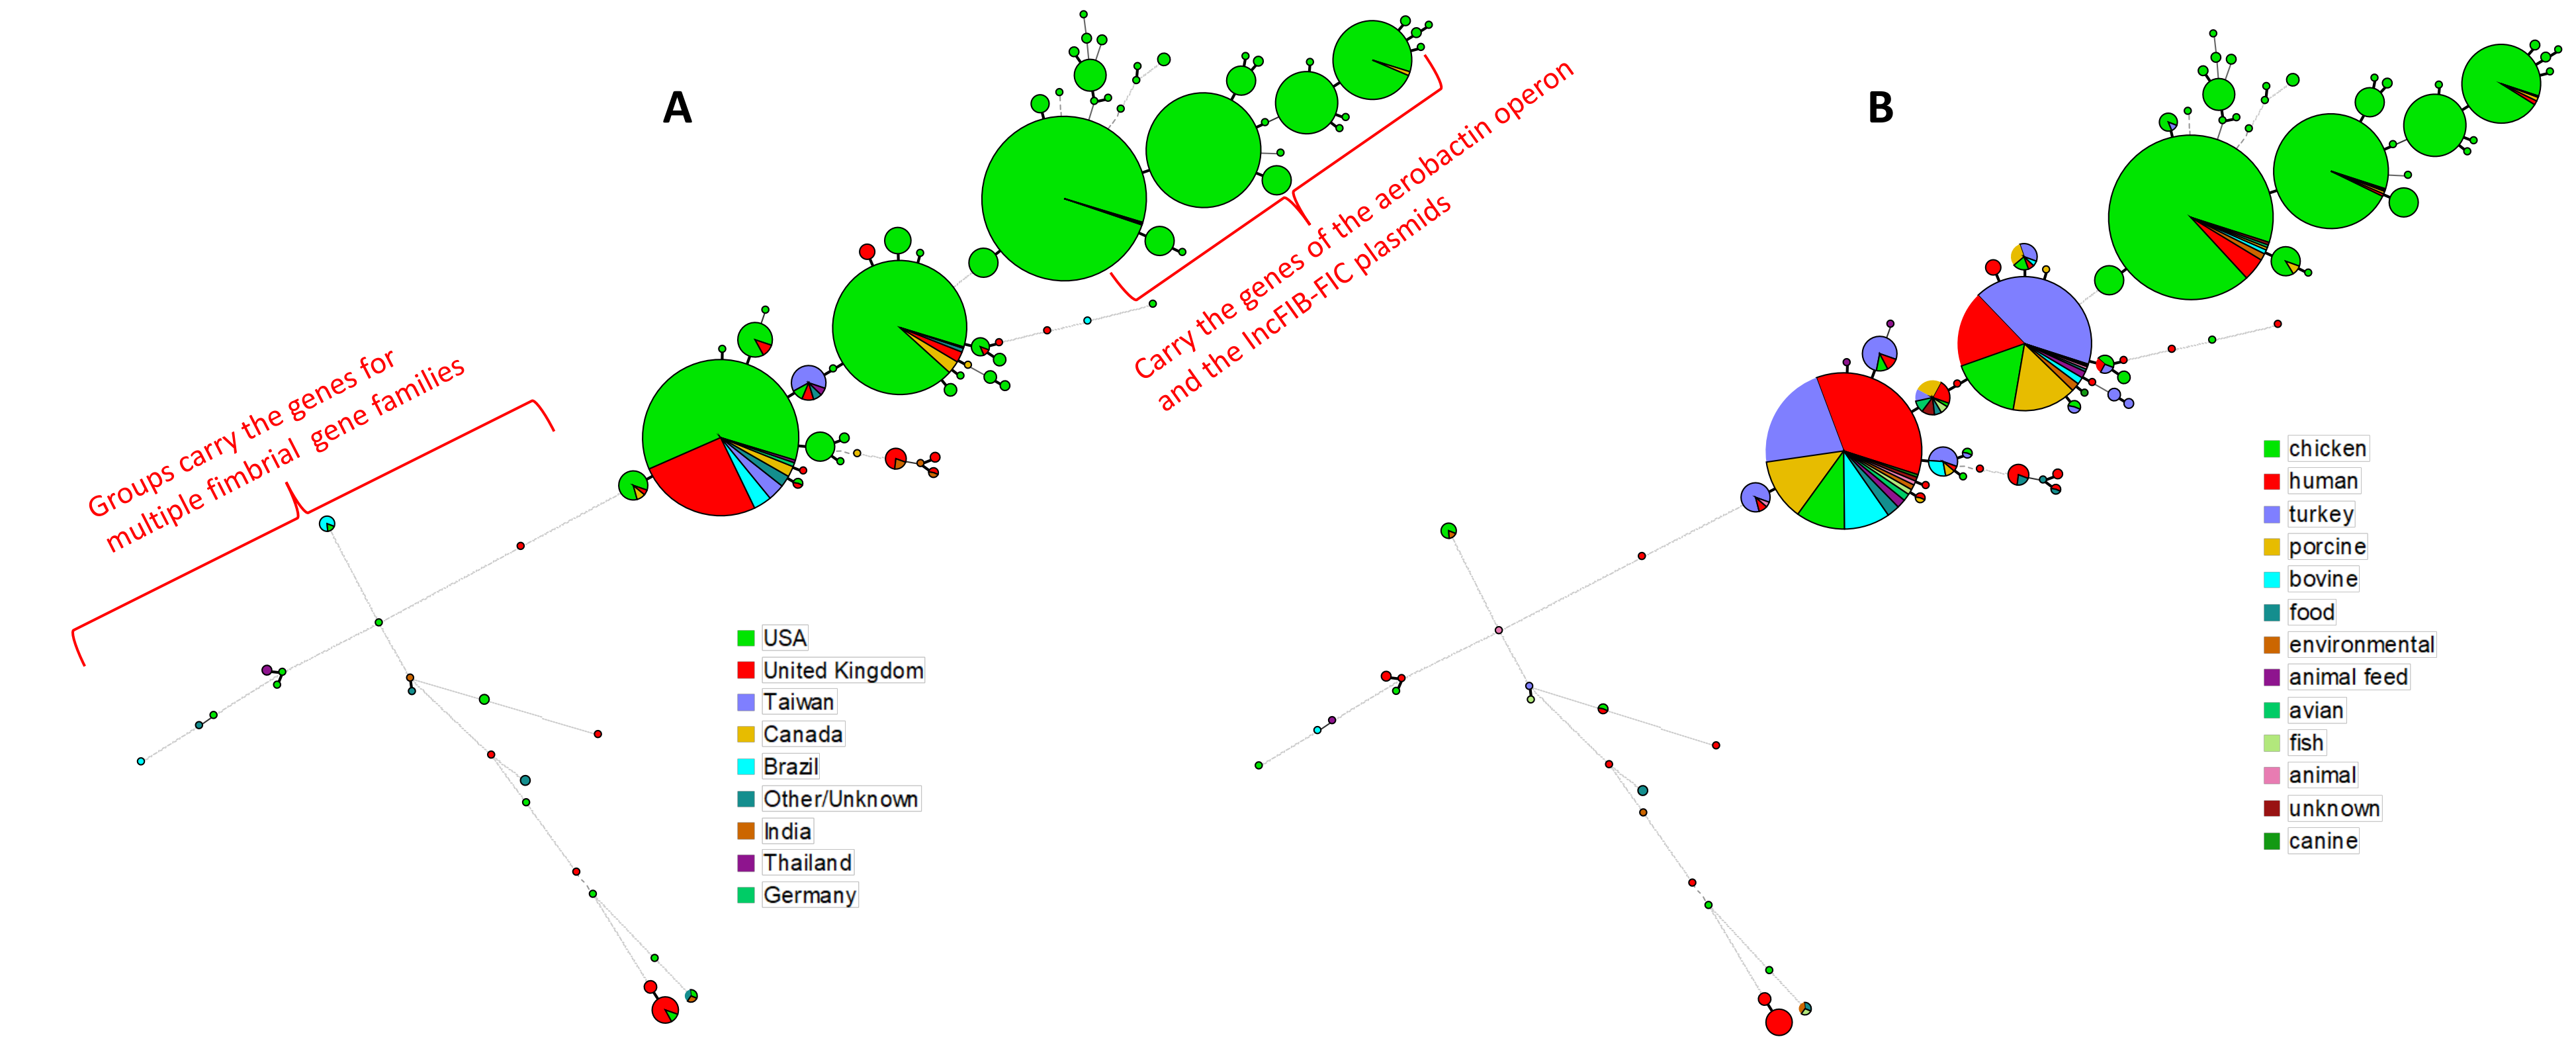 A
B
Groups carry the genes for
multiple fimbrial gene families
Carry the genes of the aerobactin operon
and the IncFIB-FIC plasmids
USA
United Kingdom
Taiwan
Canada
Brazil
Other/Unknown
India
Thailand
Germany
chicken
human
turkey
porcine
bovine
food
environmental
animal feed
avian
fish
animal
unknown
canine